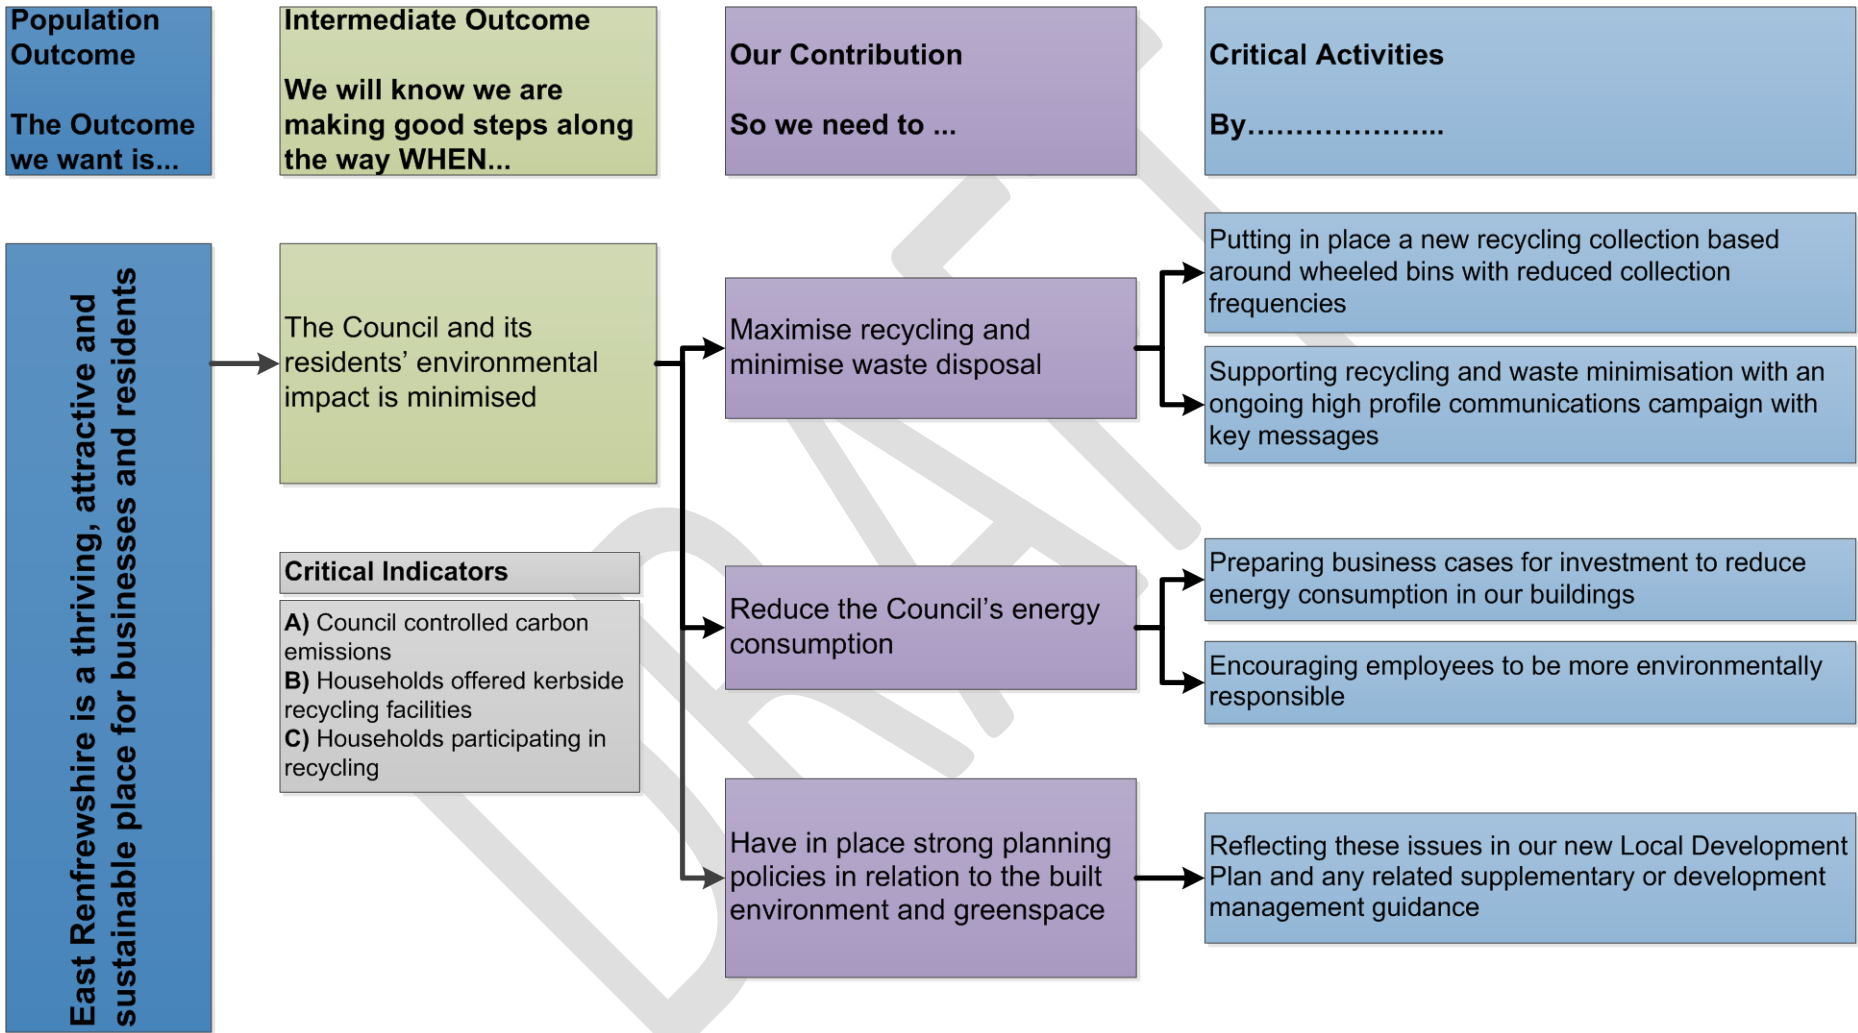 Population
Outcome
The Outcome
we want is...
Intermediate Outcome
We will know we are
making good steps along
the way WHEN...
Our Contribution
So we need to ...
Critical Activities
By.......................
East Renfrewshire is a thriving, attractive and
sustainable place for businesses and residents
The Council and its
residents’ environmental
impact is minimised
Critical Indicators
A) Council controlled carbon
emissions
B) Households offered kerbside
recycling facilities
C) Households participating in
recycling
Maximise recycling and
minimise waste disposal
Putting in place a new recycling collection based
around wheeled bins with reduced collection
frequencies
Supporting recycling and waste minimisation with an
ongoing high profile communications campaign with
key messages
Reduce the Council’s energy
consumption
Preparing business cases for investment to reduce
energy consumption in our buildings
Encouraging employees to be more environmentally
responsible
Have in place strong planning
policies in relation to the built
environment and greenspace
Reflecting these issues in our new Local Development
Plan and any related supplementary or development
management guidance
DRAFT